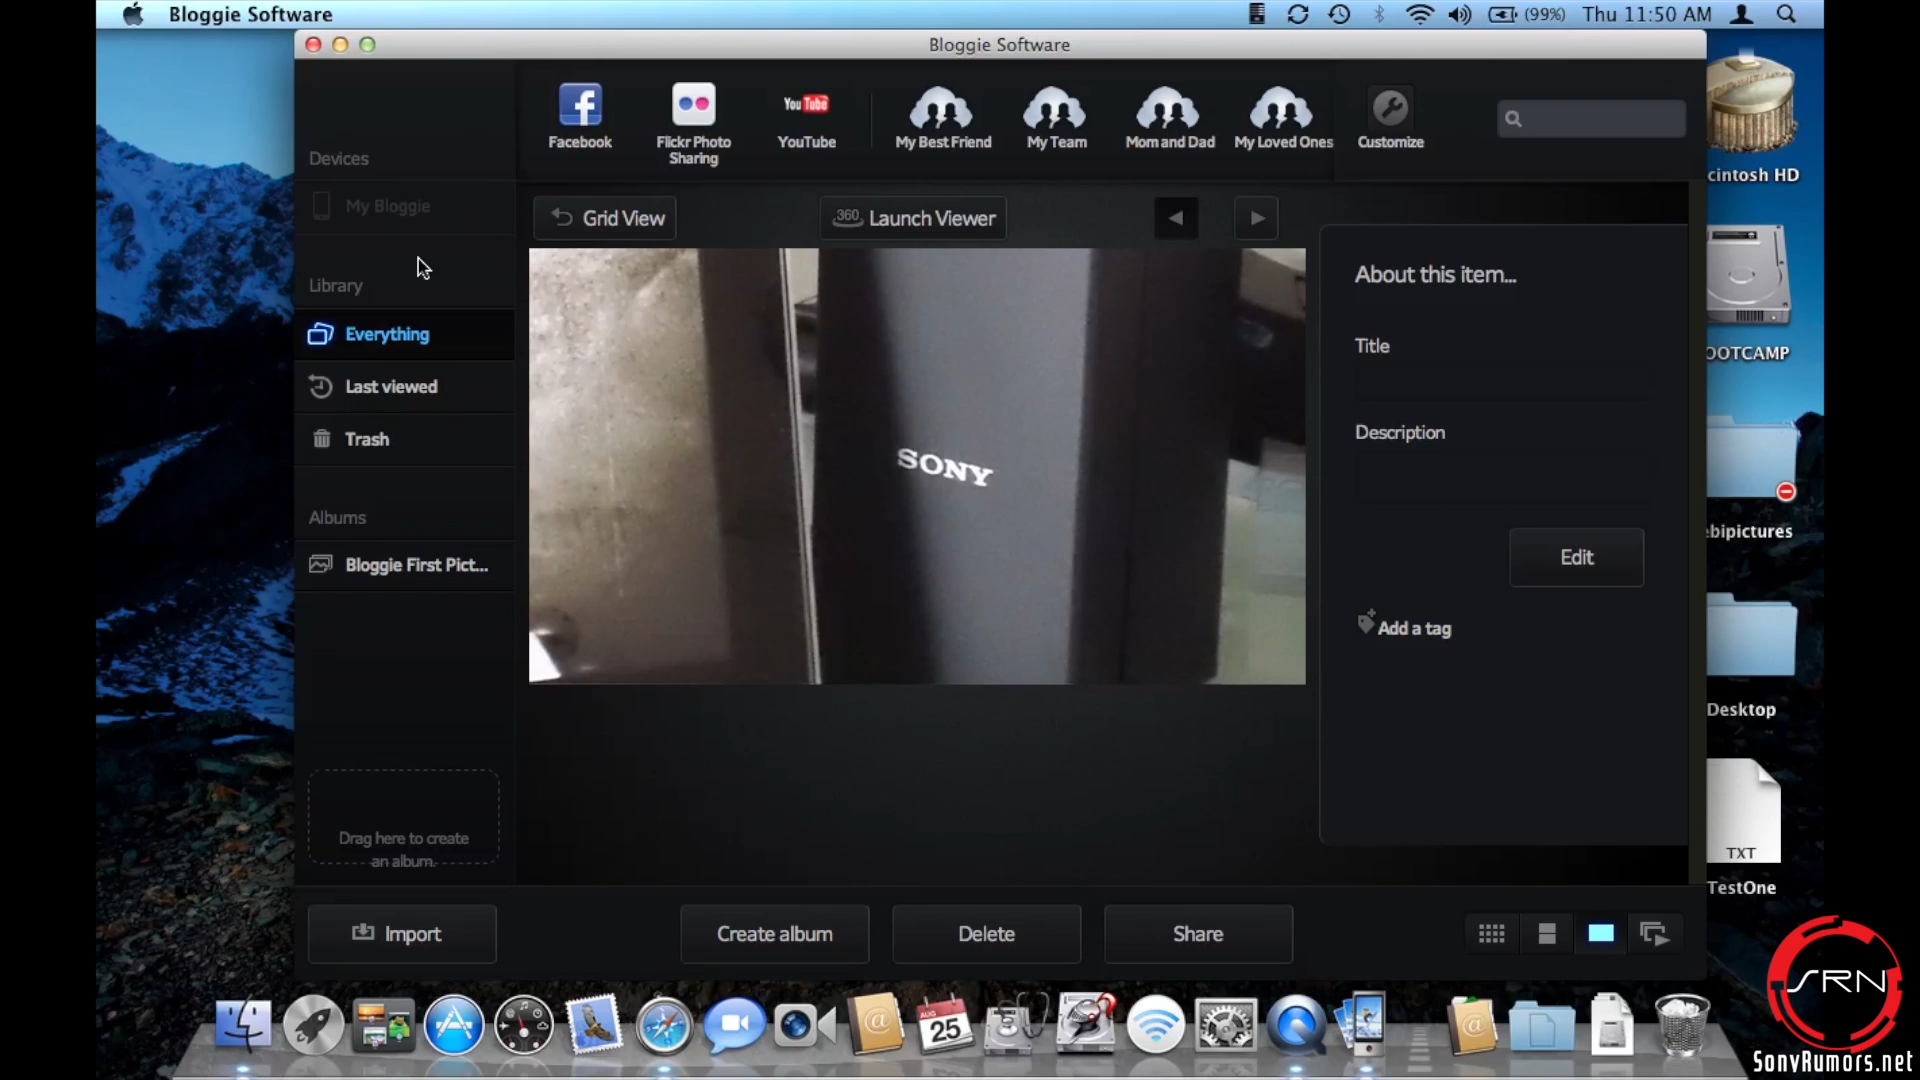 Bloggie Software
(99%) Thu 11:50 AM
Bloggie Software
Facebook
Flickr Photo
Sharing
You Tube
YouTube
My Best Friend
My Team
Mom and Dad
My Loved Ones
Customize
Devices
My Bloggie
Library
Everything
Last viewed
Trash
Albums
Bloggie First Pict...
Drag here to create
an album.
Grid View
360 Launch Viewer
SONY
About this item...
Title
Description
Edit
Add a tag
Import
Create album
Delete
Share
cintosh HD
OOTCAMP
ebipictures
Desktop
TXT
TestOne
AUG
25
SRN
SonyRumors.net